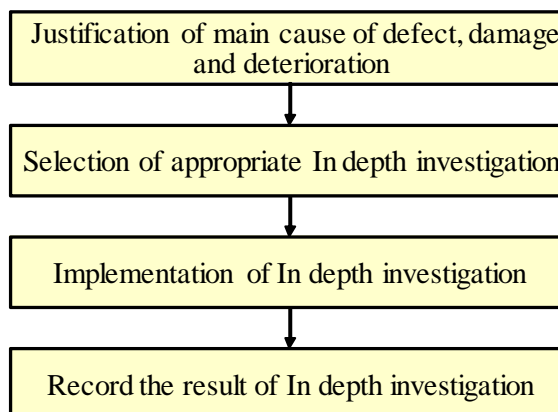 Justification of main cause of defect, damage
and deterioration
Selection of appropriate In depth investigation
Implementation of In depth investigation
Record the result of In depth investigation